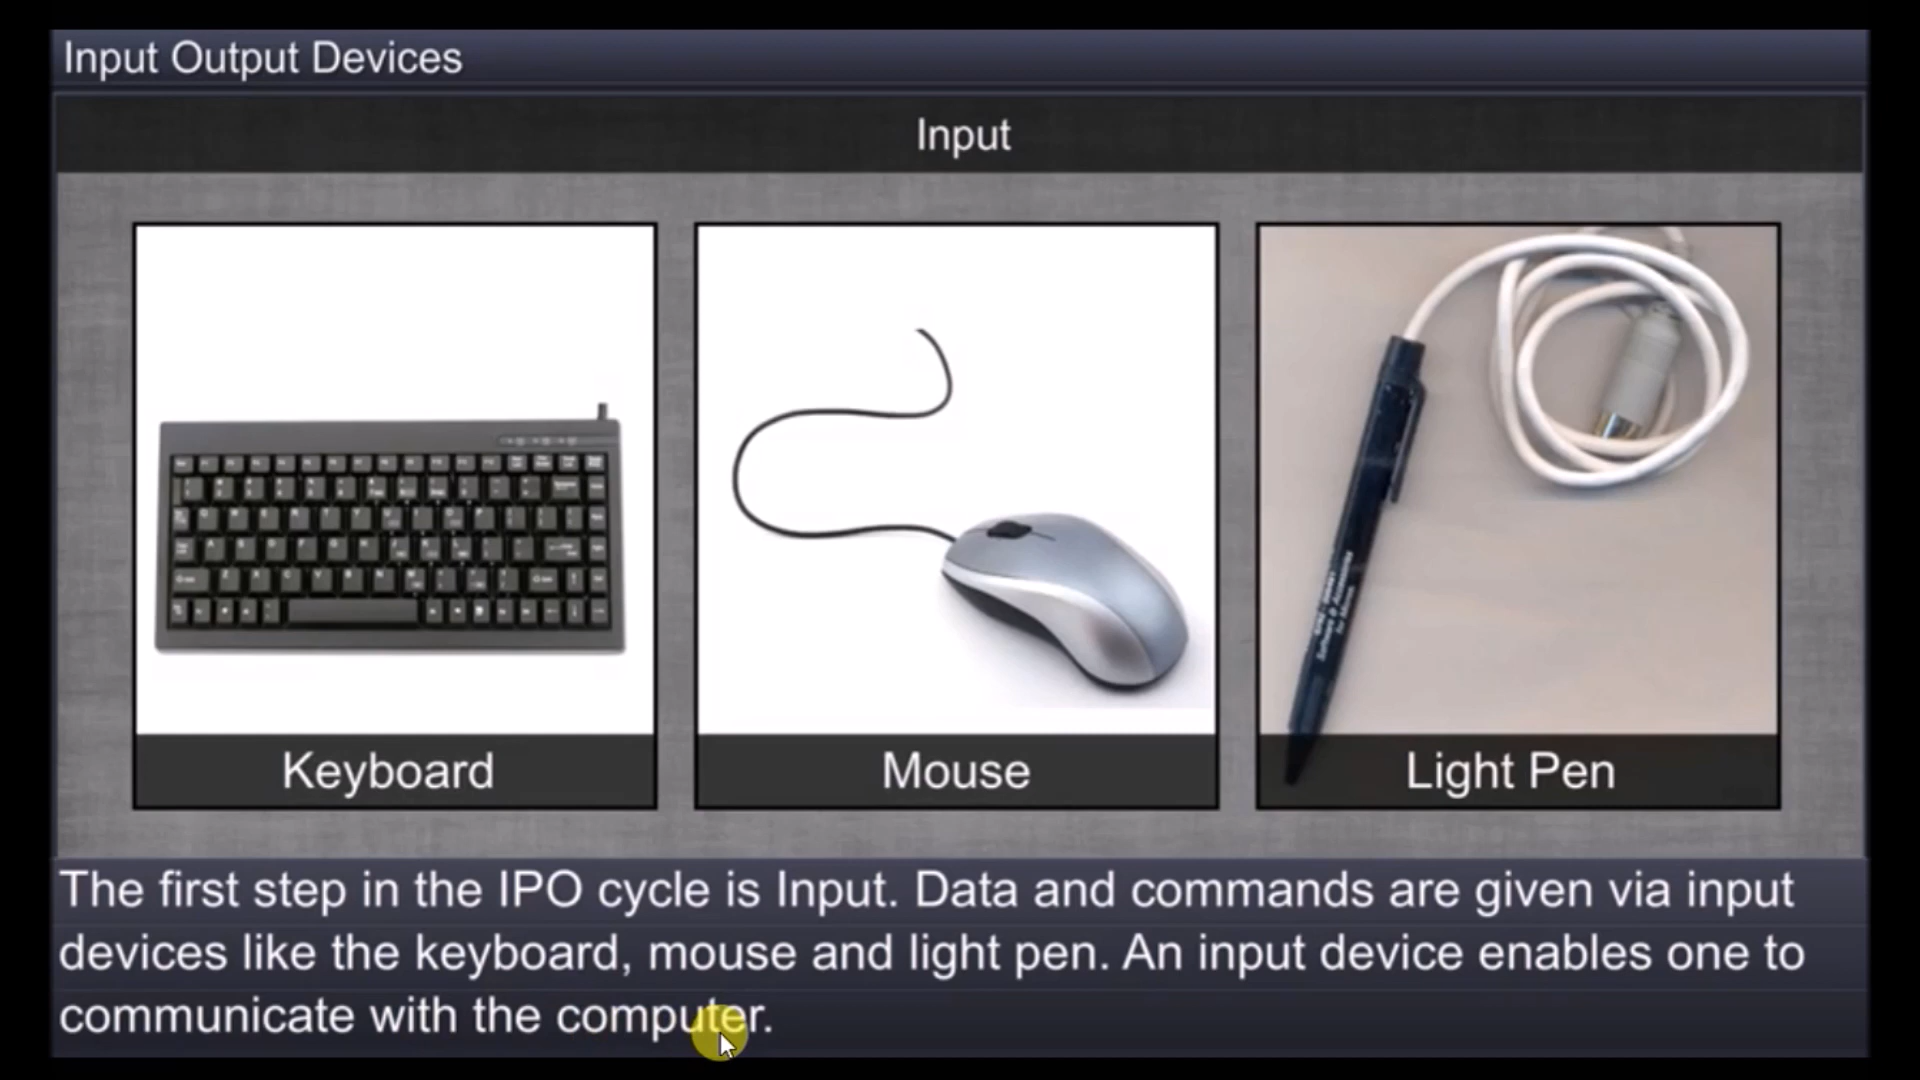 Input Output Devices
Input
Keyboard
Mouse
Light Pen
The first step in the IPO cycle is Input. Data and commands are given via input
devices like the keyboard, mouse and light pen. An input device enables one to
communicate with the computer.